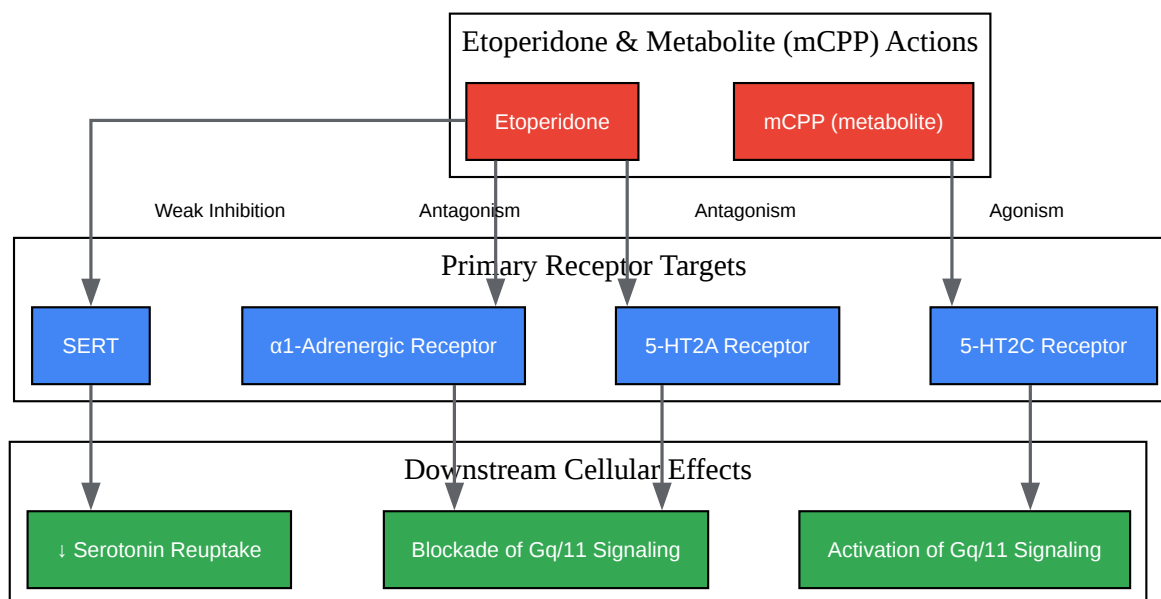 Etoperidone & Metabolite (mCPP) Actions
Etoperidone
mCPP (metabolite)
Weak Inhibition
Antagonism
Antagonism
Agonism
Primary Receptor Targets
SERT
α1-Adrenergic Receptor
5-HT2A Receptor
5-HT2C Receptor
Downstream Cellular Effects
↓ Serotonin Reuptake
Blockade of Gq/11 Signaling
Activation of Gq/11 Signaling